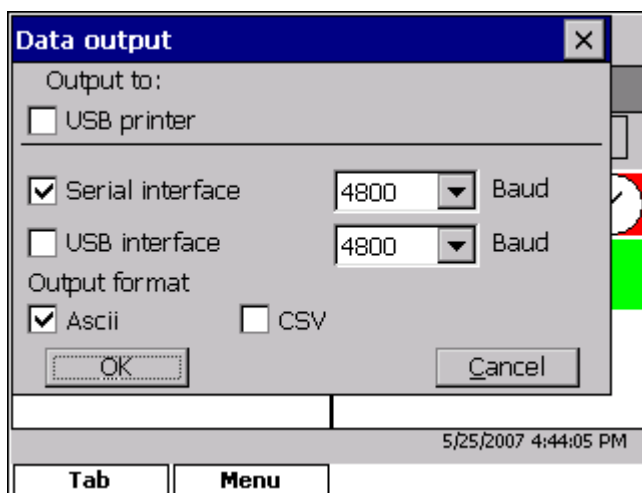 Data output
Output to:
USB printer
Serial interface 4800 Baud
USB interface 4800 Baud
Output format
Ascii CSV
OK Cancel
5/25/2007 4:44:05 PM
Tab Menu